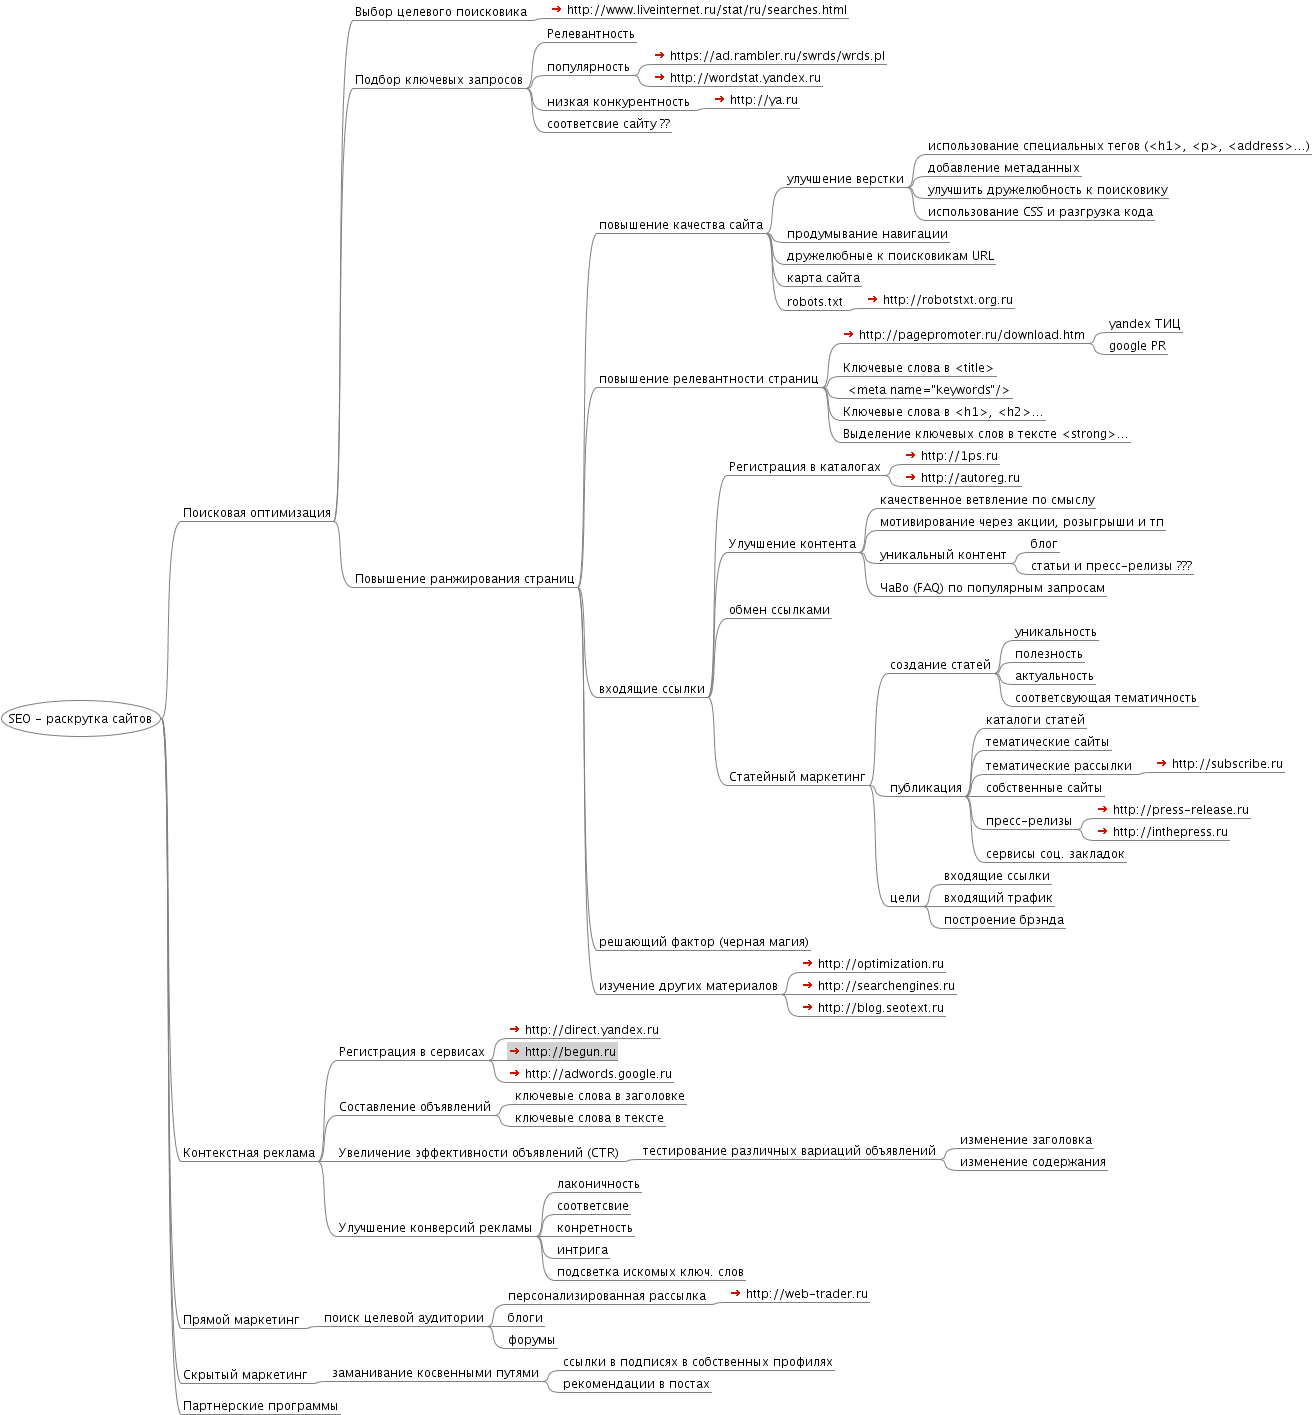 SEO - раскрутка сайтов
Поисковая оптимизация
Выбор целевого поисковика
http://www.liveinternet.ru/stat/ru/searches.html
Подбор ключевых запросов
Релевантность
популярность
https://ad.rambler.ru/swrds/wrds.pl
http://wordstat.yandex.ru
низкая конкурентность
http://ya.ru
соответсвие сайту ??
Повышение ранжирования страниц
повышение качества сайта
улучшение верстки
использование специальных тегов (<h1>, <p>, <address>...)
добавление метаданных
улучшить дружелюбность к поисковику
использование CSS и разгрузка кода
продумывание навигации
дружелюбные к поисковикам URL
карта сайта
robots.txt
http://robotstxt.org.ru
повышение релевантности страниц
http://pagepromoter.ru/download.htm
yandex ТИЦ
google PR
Ключевые слова в <title>
<meta name="keywords"/>
Ключевые слова в <h1>, <h2>...
Выделение ключевых слов в тексте <strong>...
входящие ссылки
Регистрация в каталогах
http://1ps.ru
http://autoreg.ru
Улучшение контента
качественное ветвление по смыслу
мотивирование через акции, розыгрыши и тп
уникальный контент
блог
статьи и пресс-релизы ???
ЧаВо (FAQ) по популярным запросам
обмен ссылками
Статейный маркетинг
создание статей
уникальность
полезность
актуальность
соответсвующая тематичность
публикация
каталоги статей
тематические сайты
тематические рассылки
http://subscribe.ru
собственные сайты
пресс-релизы
http://press-release.ru
http://inthepress.ru
сервисы соц. закладок
цели
входящие ссылки
входящий трафик
построение брэнда
решающий фактор (черная магия)
изучение других материалов
http://optimization.ru
http://searchengines.ru
http://blog.seotext.ru
Контекстная реклама
Регистрация в сервисах
http://direct.yandex.ru
http://begun.ru
http://adwords.google.ru
Составление объявлений
ключевые слова в заголовке
ключевые слова в тексте
Увеличение эффективности объявлений (CTR)
тестирование различных вариаций объявлений
изменение заголовка
изменение содержания
Улучшение конверсий рекламы
лаконичность
соответсвие
конретность
интрига
подсветка искомых ключ. слов
Прямой маркетинг
поиск целевой аудитории
персонализированная рассылка
http://web-trader.ru
блоги
форумы
Скрытый маркетинг
заманивание косвенными путями
ссылки в подписях в собственных профилях
рекомендации в постах
Партнерские программы